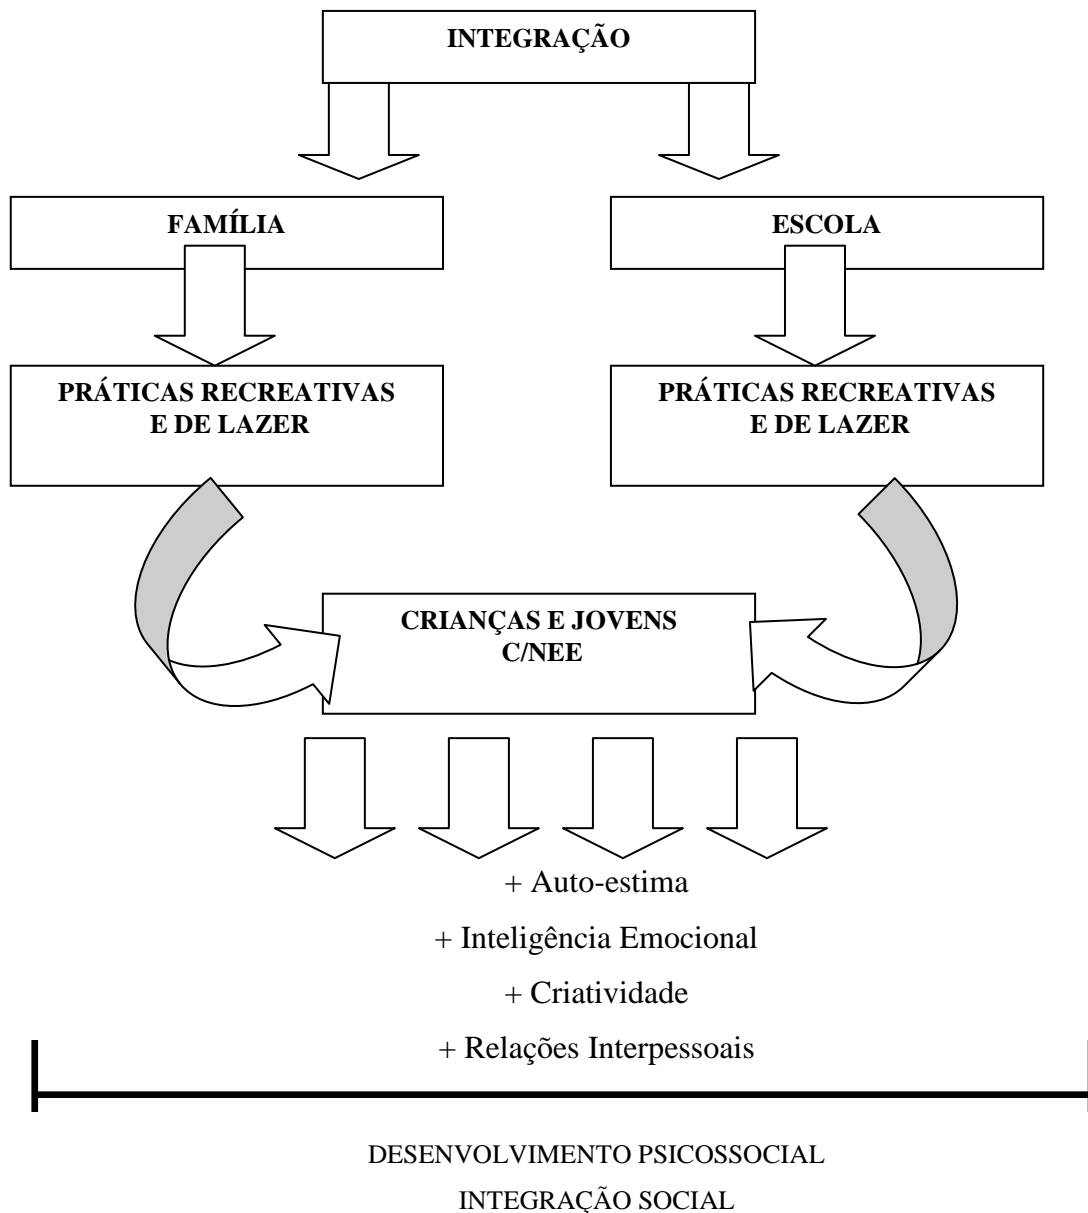 INTEGRAÇÃO
FAMÍLIA
ESCOLA
PRÁTICAS RECREATIVAS
E DE LAZER
PRÁTICAS RECREATIVAS
E DE LAZER
CRIANÇAS E JOVENS
C/NEE
+ Auto-estima
+ Inteligência Emocional
+ Criatividade
+ Relações Interpessoais
DESENVOLVIMENTO PSICOSSOCIAL
INTEGRAÇÃO SOCIAL